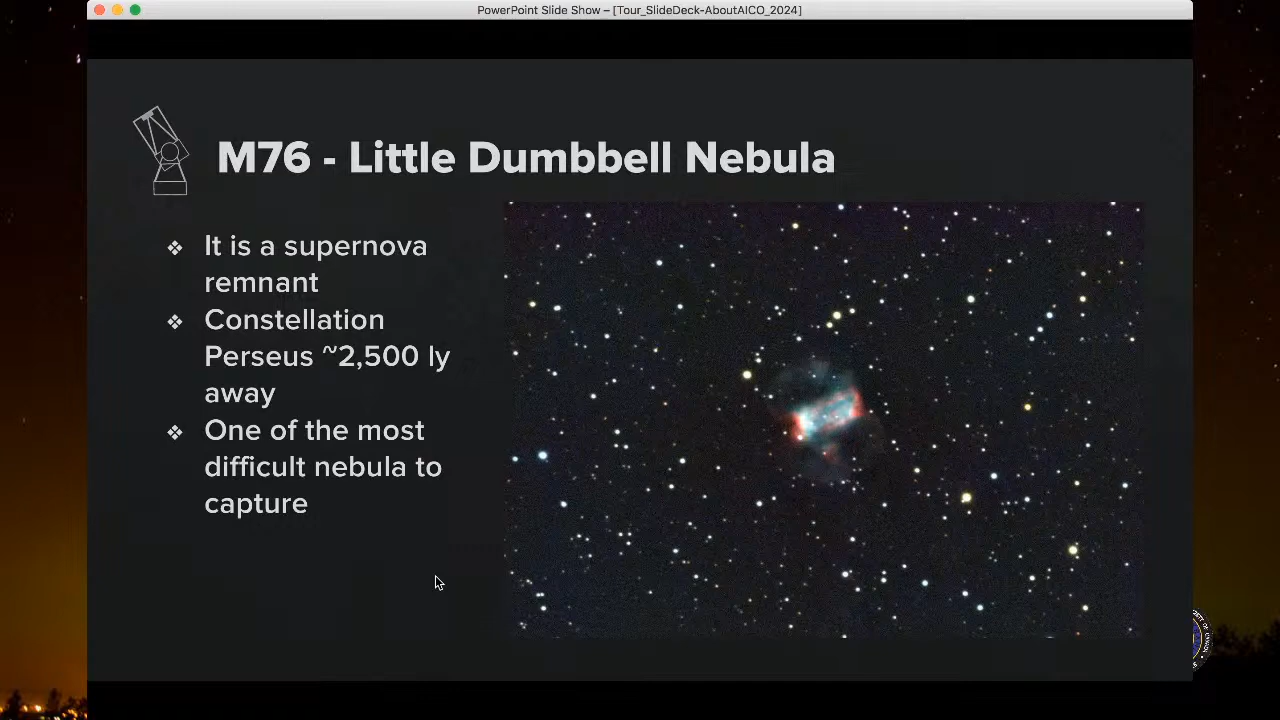 PowerPoint Slide Show – [Tour_SlideDeck-AboutAICO_2024]
M76 - Little Dumbbell Nebula
❖ It is a supernova
remnant
❖ Constellation
Perseus ~2,500 ly
away
❖ One of the most
difficult nebula to
capture